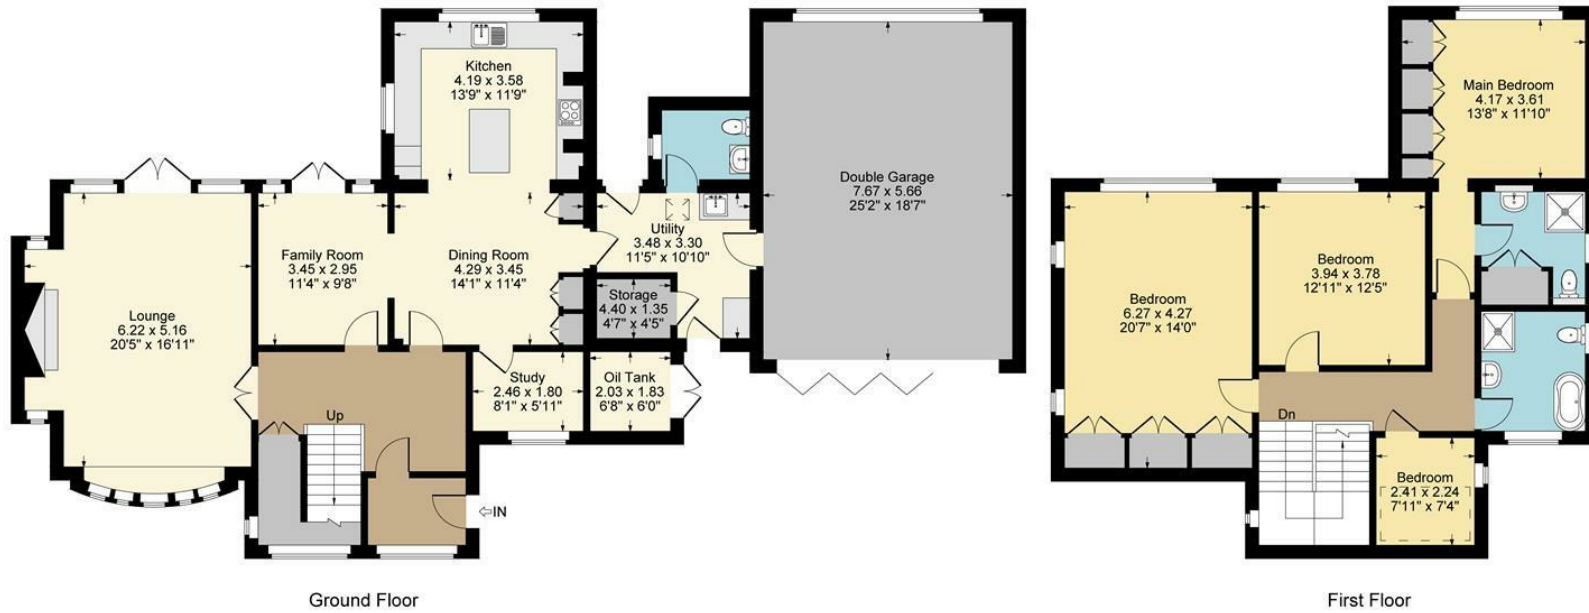 Kitchen
4.19 x 3.58
13'9" x 11'9"
Double Garage
7.67 x 5.66
25'2" x 18'7"
Utility
3.48 x 3.30
11'5" x 10'10"
Family Room
3.45 x 2.95
11'4" x 9'8"
Dining Room
4.29 x 3.45
14'1" x 11'4"
Storage
4.40 x 1.35
4'7" x 4'5"
Lounge
6.22 x 5.16
20'5" x 16'11"
Study
2.46 x 1.80
8'1" x 5'11"
Oil Tank
2.03 x 1.83
6'8" x 6'0"
Up
IN
Ground Floor
Main Bedroom
4.17 x 3.61
13'8" x 11'10"
Bedroom
3.94 x 3.78
12'11" x 12'5"
Bedroom
6.27 x 4.27
20'7" x 14'0"
Dn
Bedroom
2.41 x 2.24
7'11" x 7'4"
First Floor